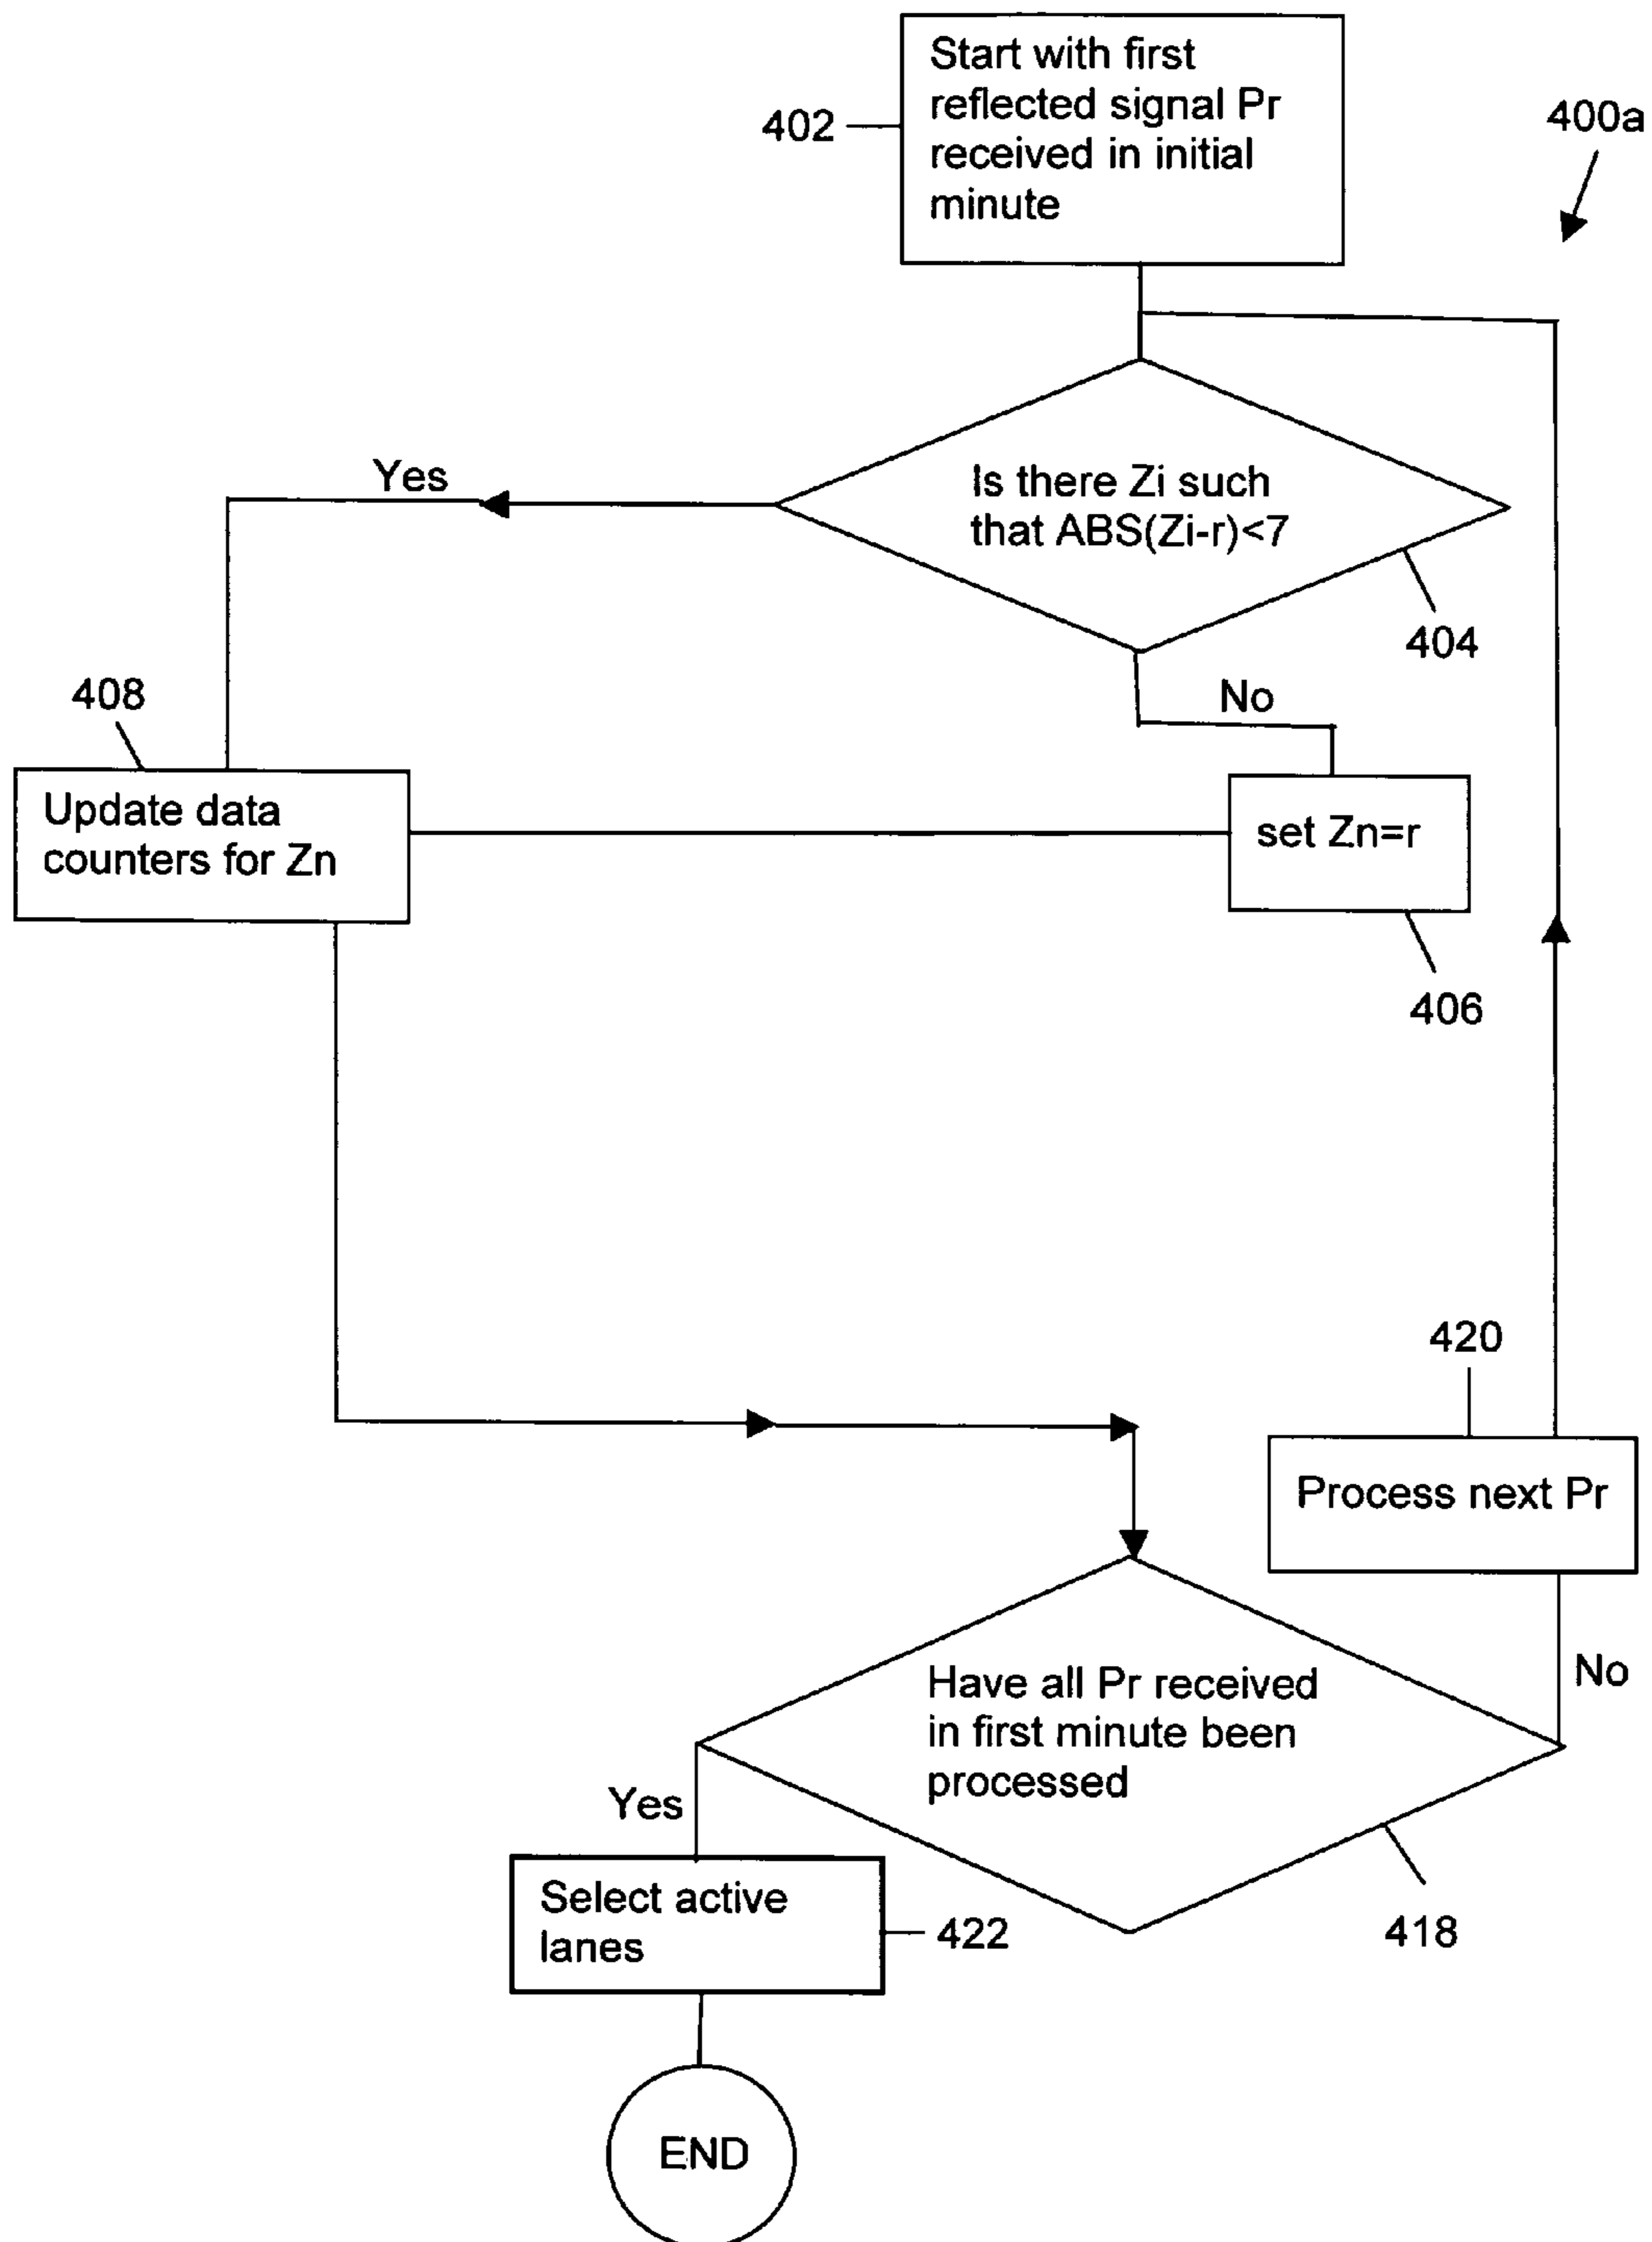 Start with first
reflected signal Pr
received in initial
minute
402
400a
Is there Zi such
that ABS(Zi-r)<7
404
Yes
No
408
Update data
counters for Zn
set Zn=r
406
420
Process next Pr
Have all Pr received
in first minute been
processed
No
Yes
418
Select active
lanes
422
END